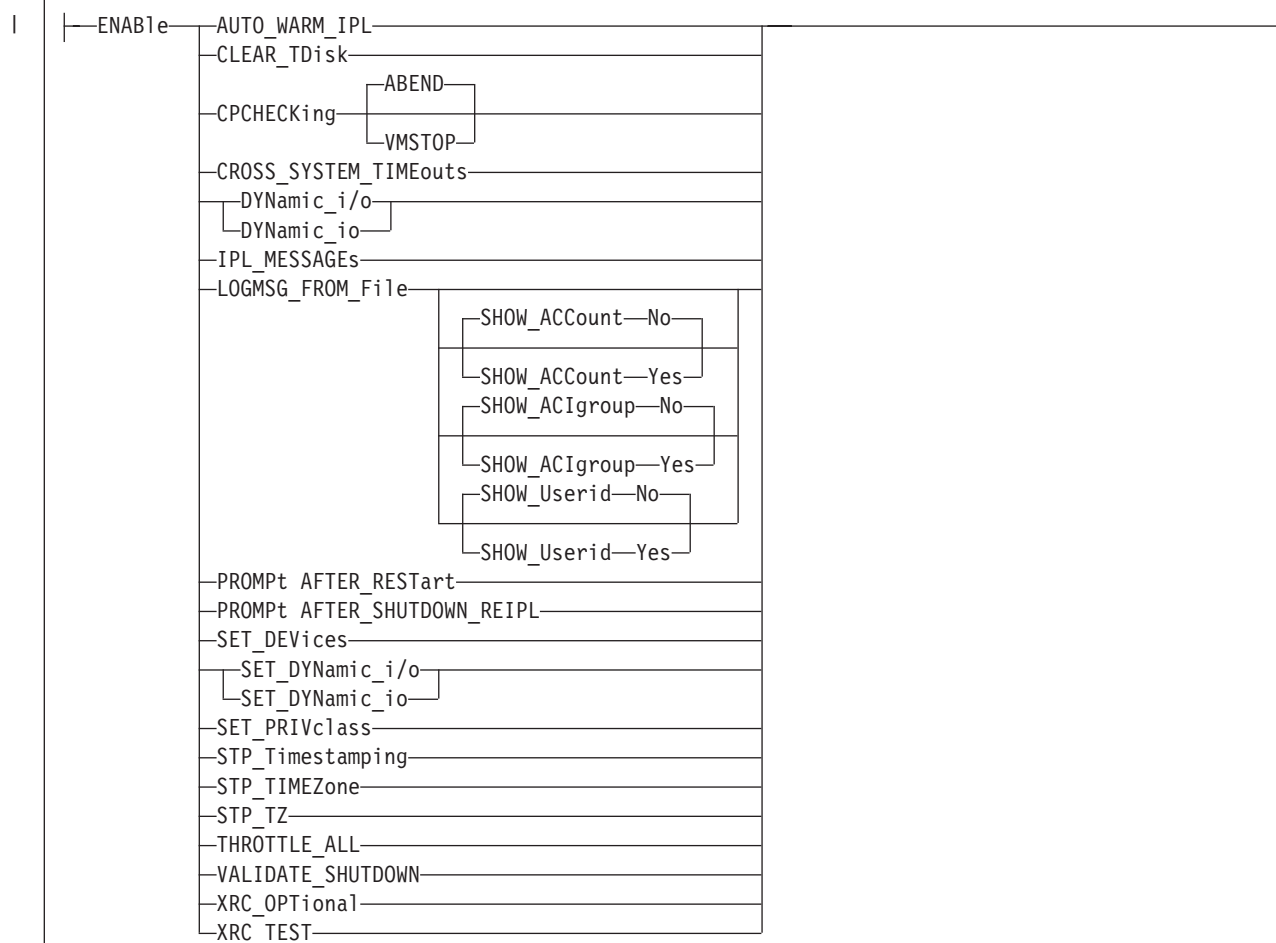 | ENABle AUTO_WARM_IPL
CLEAR_TDisk
ABEND
CPCHECKing
VMSTOP
CROSS_SYSTEM_TIMEouts
DYNamic_i/o
DYNamic_io
IPL_MESSAGEs
LOGMSG_FROM_File
SHOW_ACCount No
SHOW_ACCount Yes
SHOW_ACIgroup No
SHOW_ACIgroup Yes
SHOW_Userid No
SHOW_Userid Yes
PROMPt AFTER_RESTart
PROMPt AFTER_SHUTDOWN_REIPL
SET_DEVices
SET_DYNamic_i/o
SET_DYNamic_io
SET_PRIVclass
STP_Timestamping
STP_TIMEZone
STP_TZ
THROTTLE_ALL
VALIDATE_SHUTDOWN
XRC_OPTional
XRC_TEST